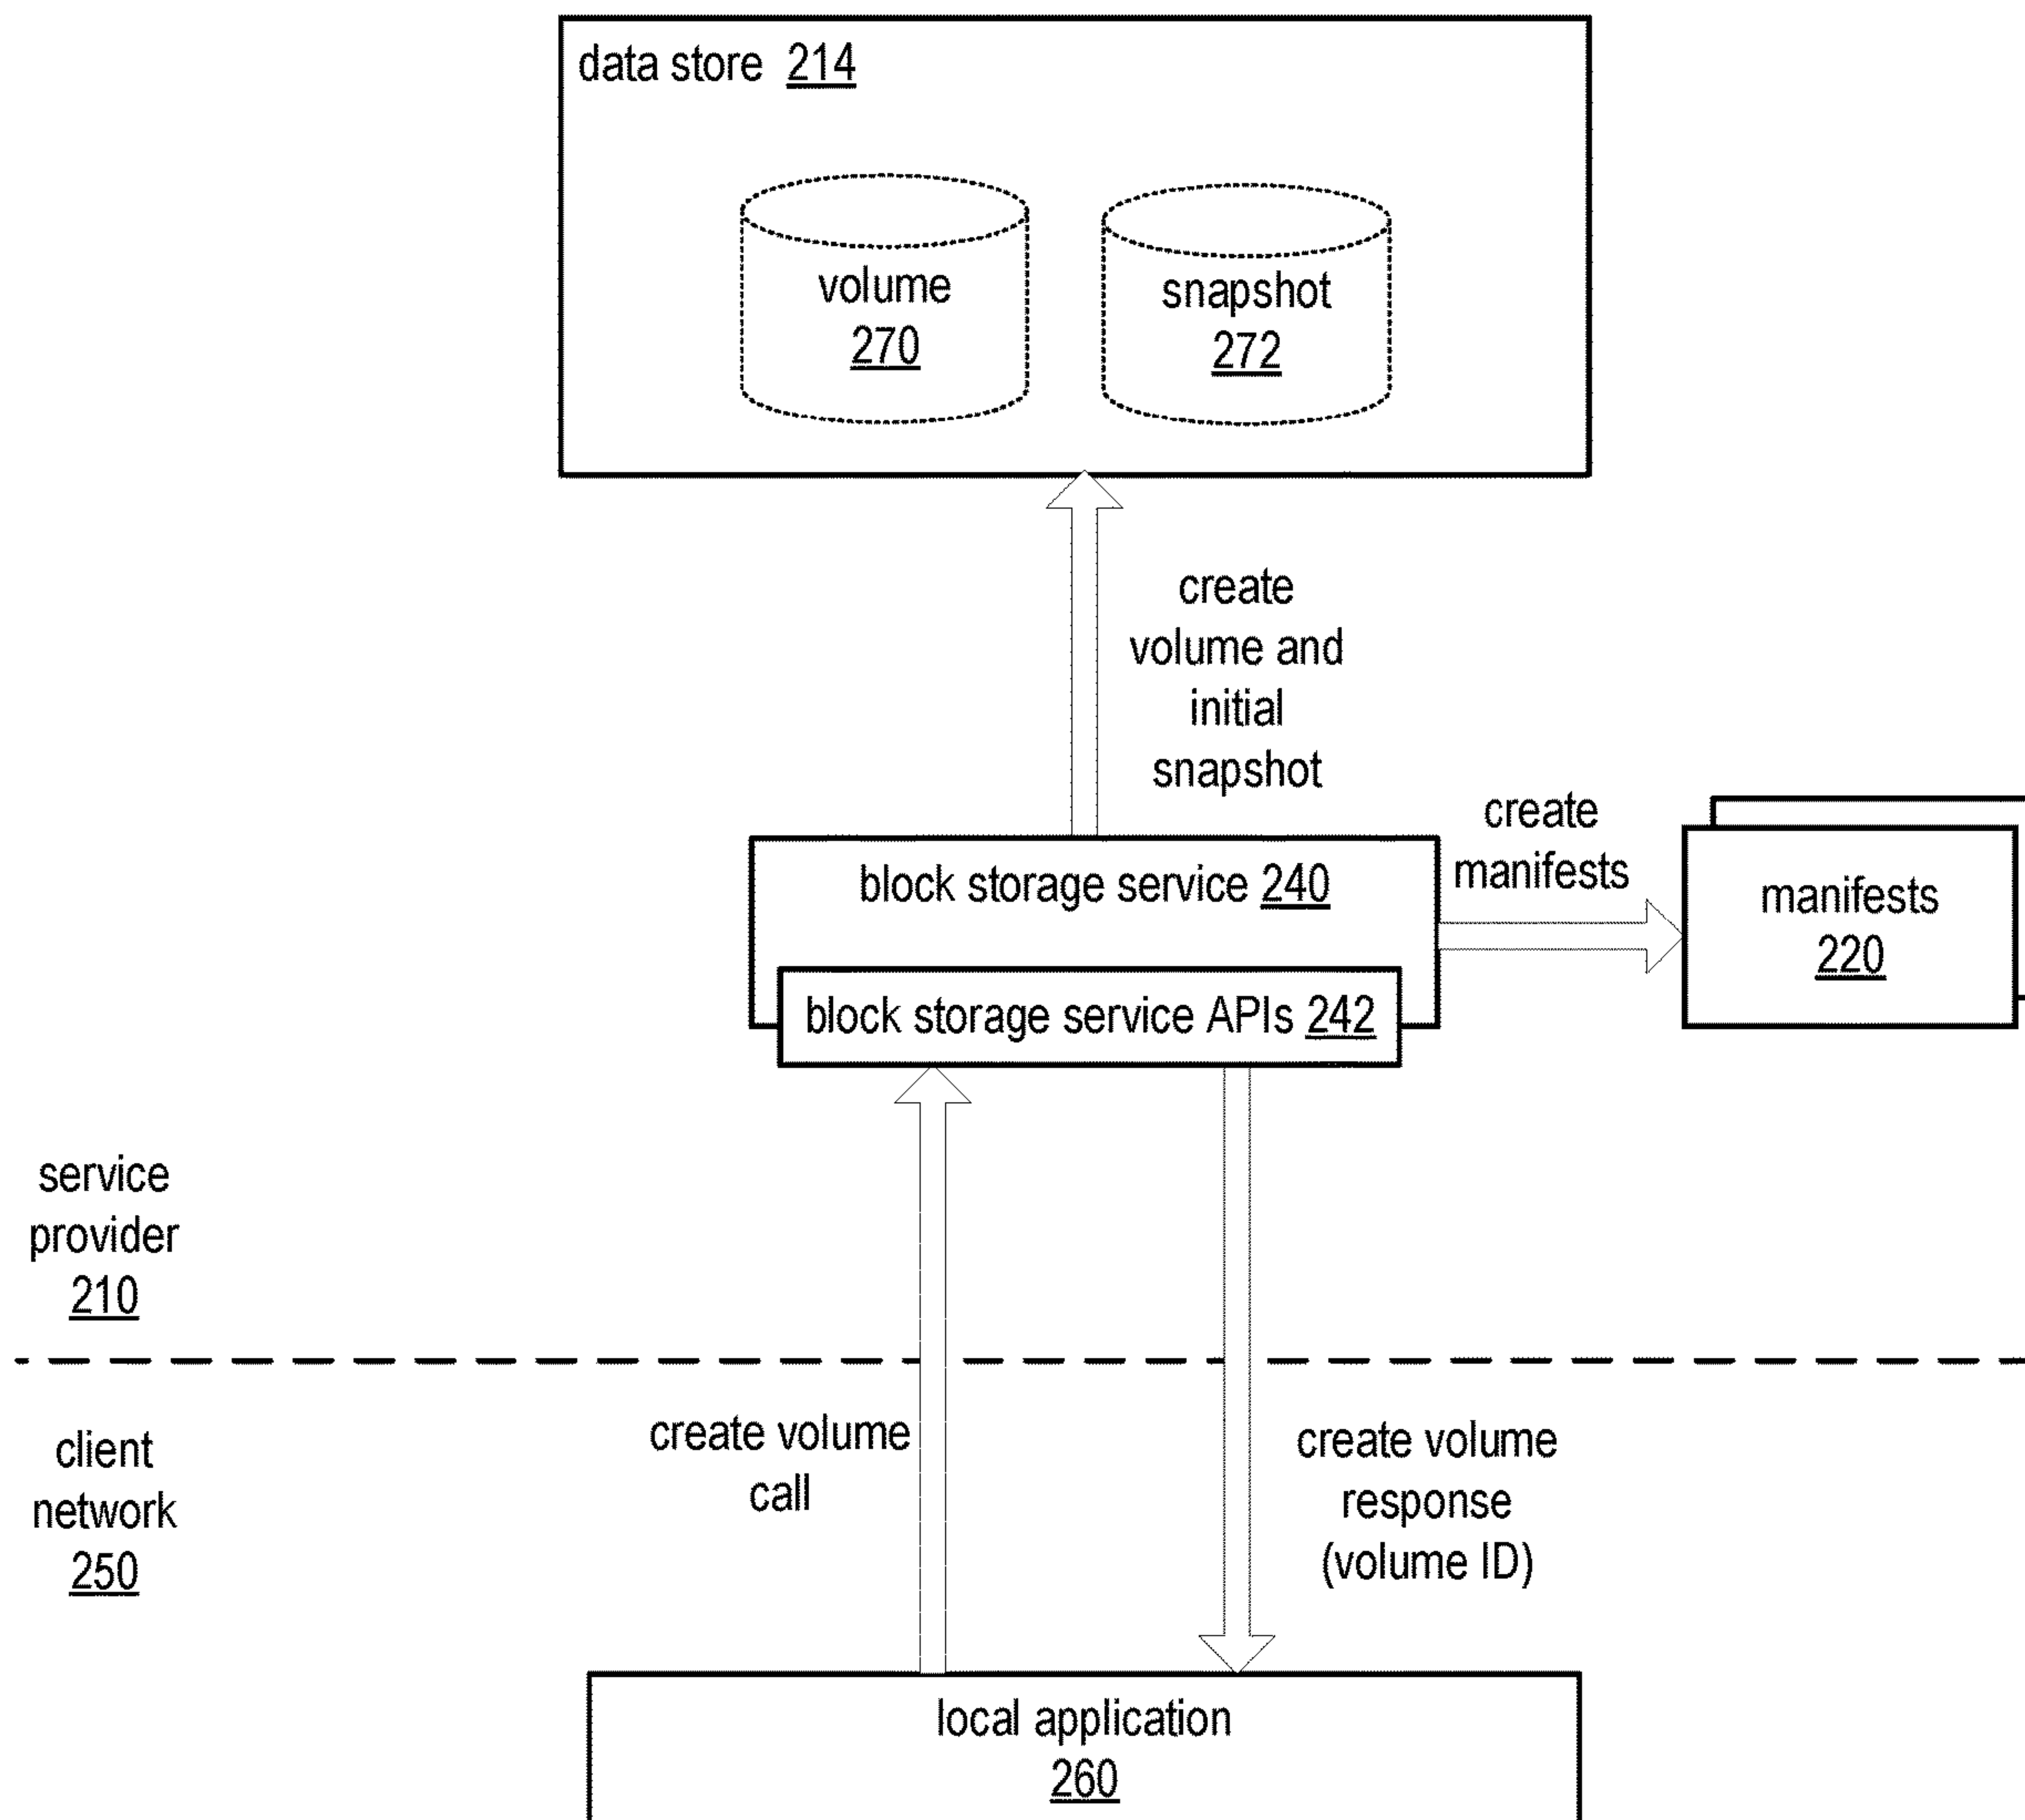 data store 214
volume
270
snapshot
272
create
volume and
initial
snapshot
create
manifests
block storage service 240
manifests
220
block storage service APIs 242
service
provider
210
client
network
250
create volume
call
create volume
response
(volume ID)
local application
260